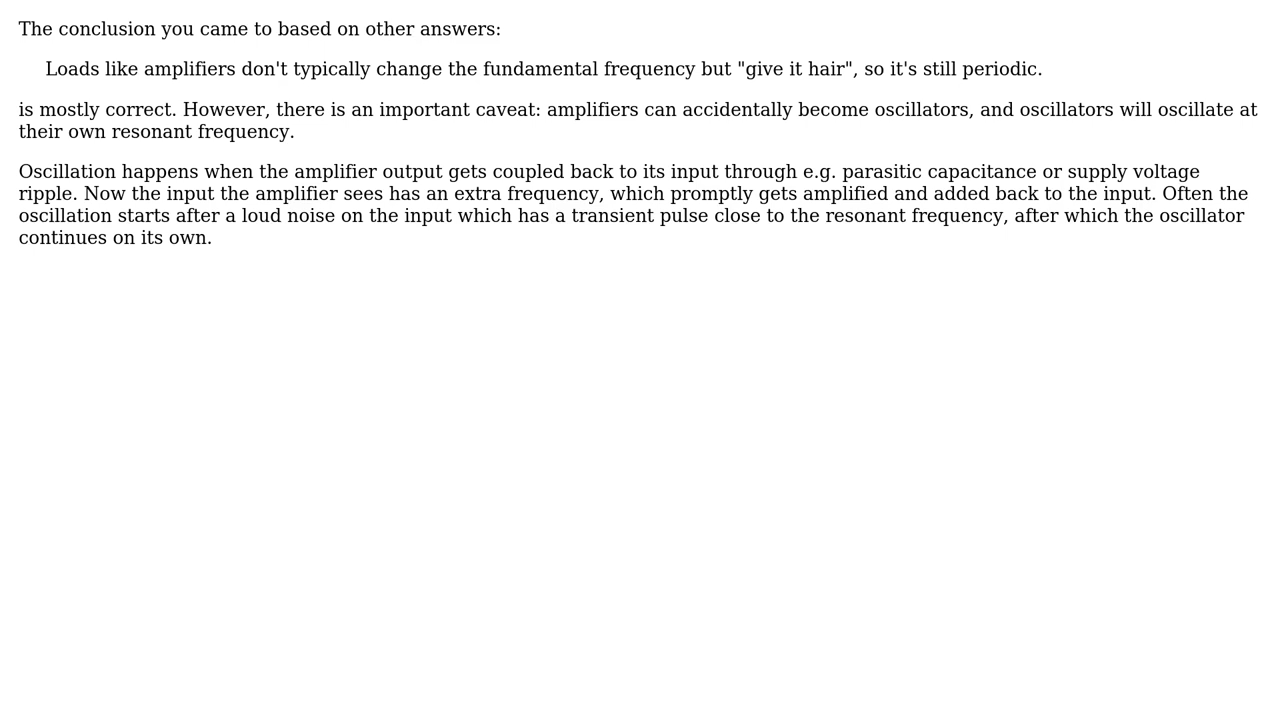 The conclusion you came to based on other answers:
Loads like amplifiers don't typically change the fundamental frequency but "give it hair", so it's still periodic.
is mostly correct. However, there is an important caveat: amplifiers can accidentally become oscillators, and oscillators will oscillate at
their own resonant frequency.
Oscillation happens when the amplifier output gets coupled back to its input through e.g. parasitic capacitance or supply voltage
ripple. Now the input the amplifier sees has an extra frequency, which promptly gets amplified and added back to the input. Often the
oscillation starts after a loud noise on the input which has a transient pulse close to the resonant frequency, after which the oscillator
continues on its own.